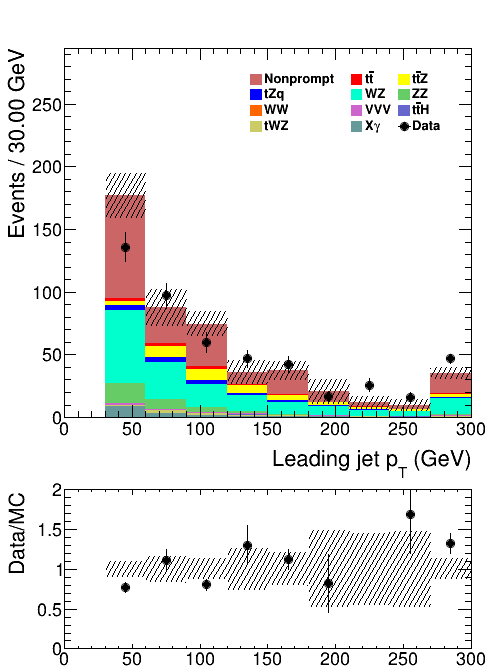 Events / 30.00 GeV
250
200
150
100
50
0
Nonprompt
tt̄
tt̄Z
tZq
WZ
ZZ
WW
VVV
tt̄H
tWZ
Xγ
Data
0 50 100 150 200 250 300
Leading jet p_T (GeV)
Data/MC
2
1.5
1
0.5
0
0 50 100 150 200 250 300